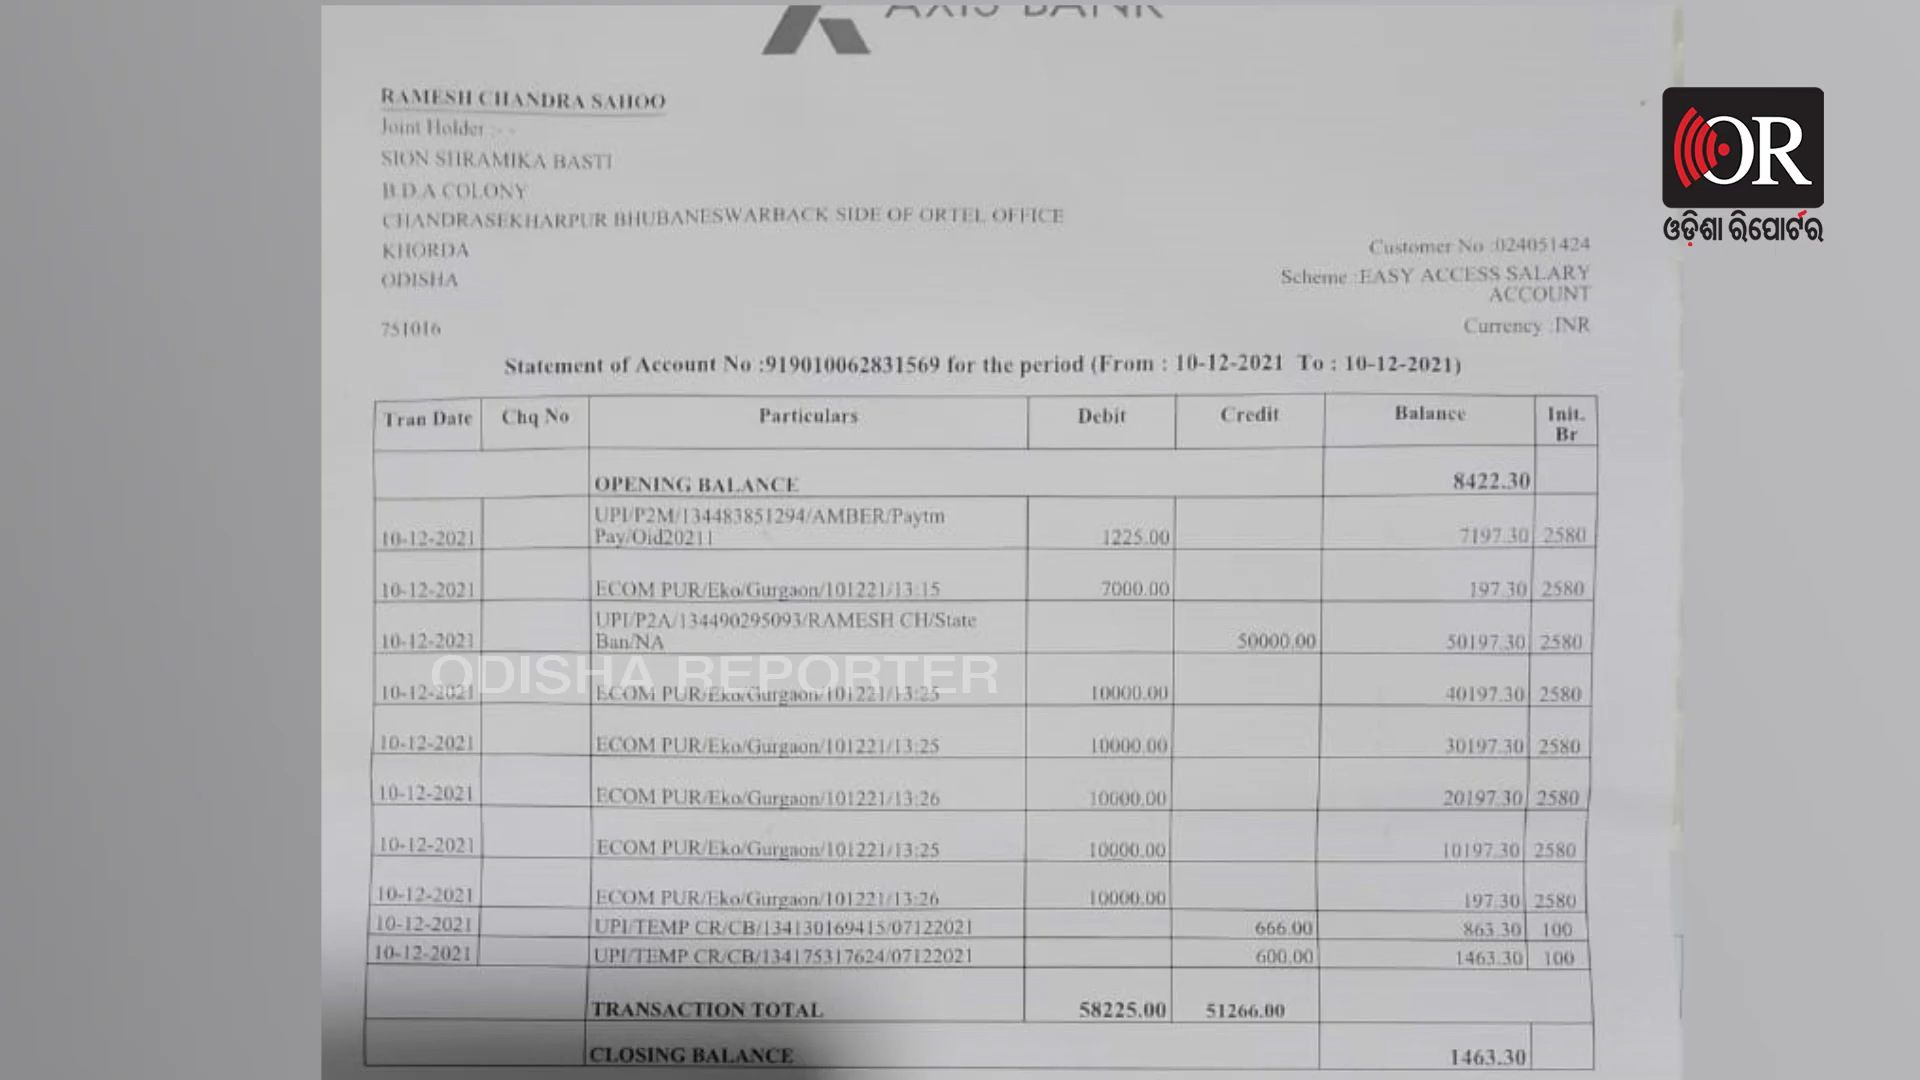 AXIS BANK
RAMESH CHANDRA SAHOO
Joint Holder :- -
SION SHRAMIKA BASTI
B.D.A COLONY
CHANDRASEKHARPUR BHUBANESWARBACK SIDE OF ORTEL OFFICE
KHORDA
ODISHA
751016
Customer No :024051424
Scheme :EASY ACCESS SALARY
ACCOUNT
Currency :INR
OR
ଓଡ଼ିଶା ରିପୋର୍ଟର
Statement of Account No :919010062831569 for the period (From : 10-12-2021 To : 10-12-2021)
Tran Date Chq No Particulars Debit Credit Balance Init.
Br
OPENING BALANCE 8422.30
UPI/P2M/134483851294/AMBER/Paytm
10-12-2021 Pay/Oid20211 1225.00 7197.30 2580
10-12-2021 ECOM PUR/Eko/Gurgaon/101221/13:15 7000.00 197.30 2580
UPI/P2A/134490295093/RAMESH CH/State
10-12-2021 Ban/NA 50000.00 50197.30 2580
ODISHA REPORTER
10-12-2021 ECOM PUR/Eko/Gurgaon/101221/13:25 10000.00 40197.30 2580
10-12-2021 ECOM PUR/Eko/Gurgaon/101221/13:25 10000.00 30197.30 2580
10-12-2021 ECOM PUR/Eko/Gurgaon/101221/13:26 10000.00 20197.30 2580
10-12-2021 ECOM PUR/Eko/Gurgaon/101221/13:25 10000.00 10197.30 2580
10-12-2021 ECOM PUR/Eko/Gurgaon/101221/13:26 10000.00 197.30 2580
10-12-2021 UPI/TEMP CR/CB/134130169415/07122021 666.00 863.30 100
10-12-2021 UPI/TEMP CR/CB/134175317624/07122021 600.00 1463.30 100
TRANSACTION TOTAL 58225.00 51266.00
CLOSING BALANCE 1463.30